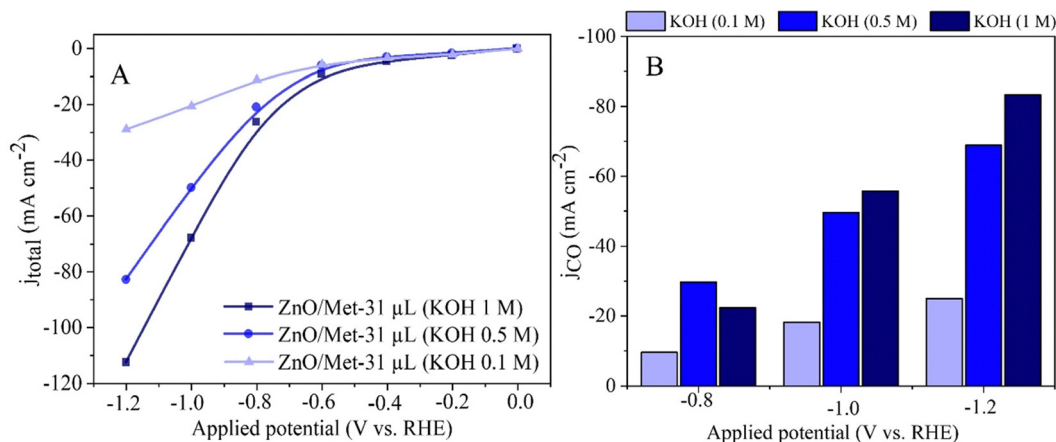 A
j_total (mA cm⁻²)
0
-20
-40
-60
-80
-100
-120
ZnO/Met-31 µL (KOH 1 M)
ZnO/Met-31 µL (KOH 0.5 M)
ZnO/Met-31 µL (KOH 0.1 M)
-1.2 -1.0 -0.8 -0.6 -0.4 -0.2 0.0
Applied potential (V vs. RHE)
KOH (0.1 M) KOH (0.5 M) KOH (1 M)
B
j_CO (mA cm⁻²)
-100
-80
-60
-40
-20
0
-0.8 -1.0 -1.2
Applied potential (V vs. RHE)